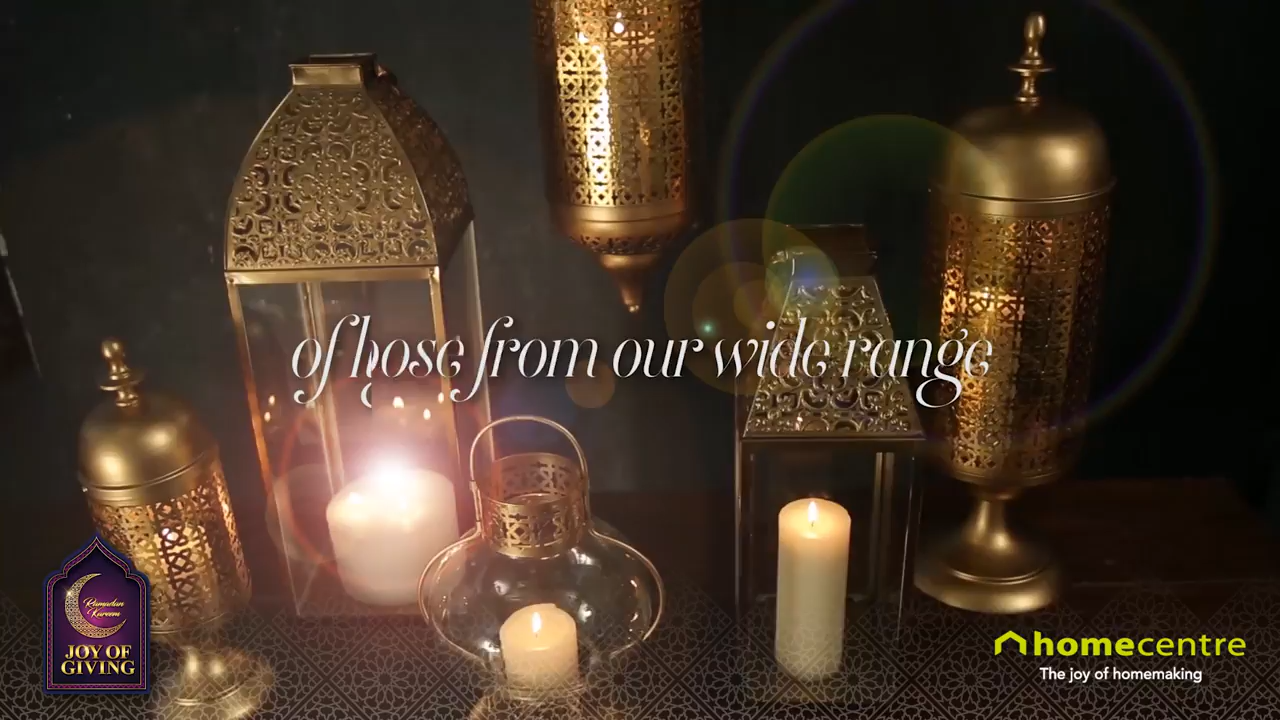 of hose from our wide range
Ramadan
Kareem
JOY OF
GIVING
homecentre
The joy of homemaking